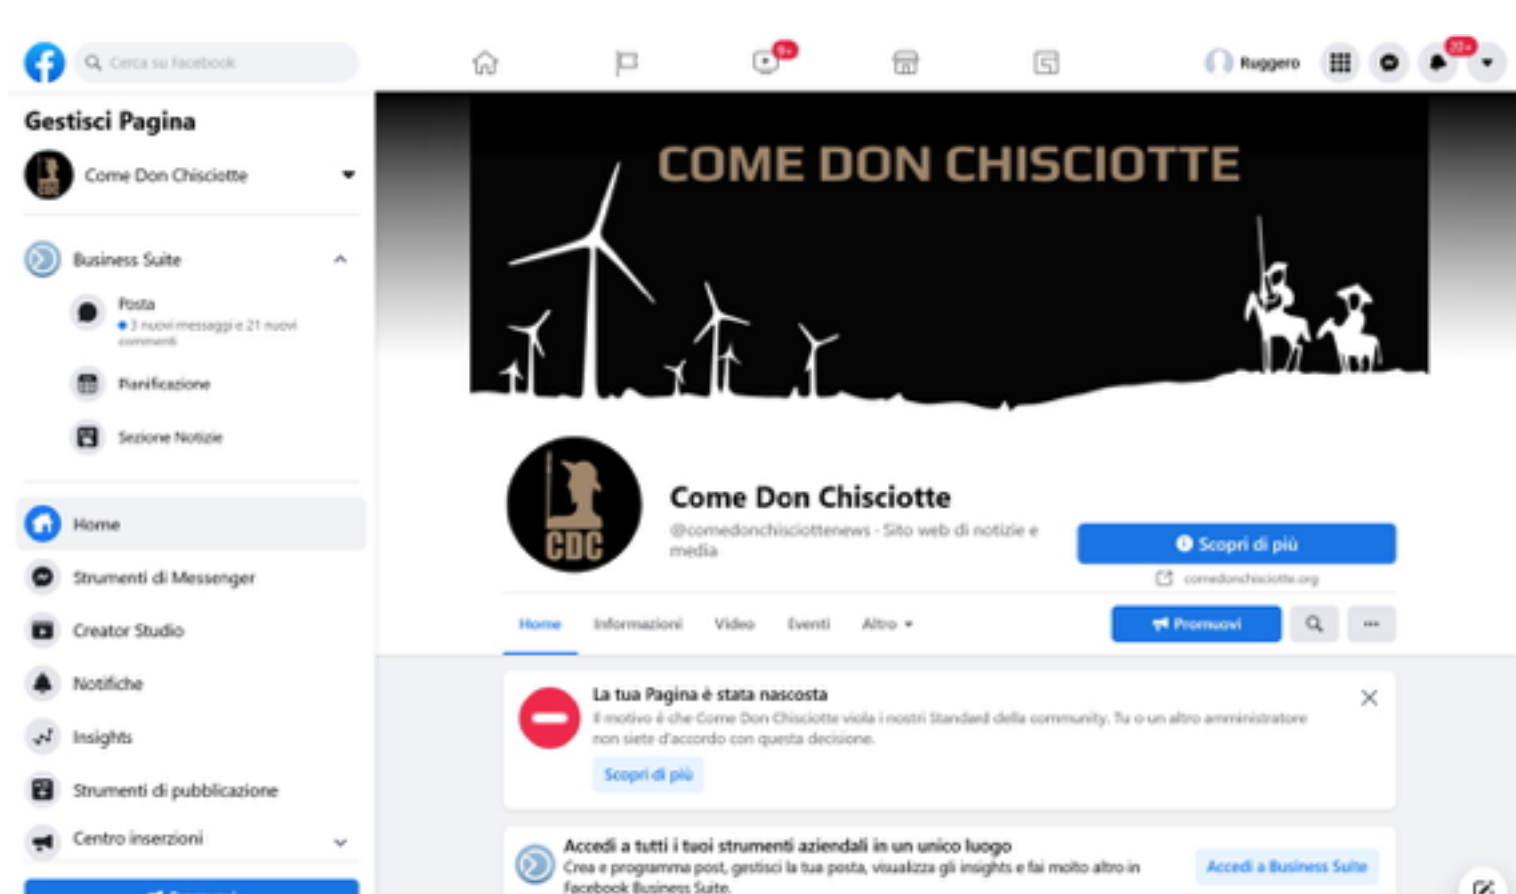 Cerca su Facebook
9+
Ruggero
20+
Gestisci Pagina
Come Don Chisciotte
Business Suite
Posta
3 nuovi messaggi e 21 nuovi
commenti
Pianificazione
Sezione Notizie
Home
Strumenti di Messenger
Creator Studio
Notifiche
Insights
Strumenti di pubblicazione
Centro inserzioni
Promuovi
COME DON CHISCIOTTE
CDC
Come Don Chisciotte
@comedonchisciottenews · Sito web di notizie e
media
Scopri di più
comedonchisciotte.org
Home Informazioni Video Eventi Altro
Promuovi
La tua Pagina è stata nascosta
Il motivo è che Come Don Chisciotte viola i nostri Standard della community. Tu o un altro amministratore
non siete d'accordo con questa decisione.
Scopri di più
Accedi a tutti i tuoi strumenti aziendali in un unico luogo
Crea e programma post, gestisci la tua posta, visualizza gli insights e fai molto altro in
Facebook Business Suite.
Accedi a Business Suite